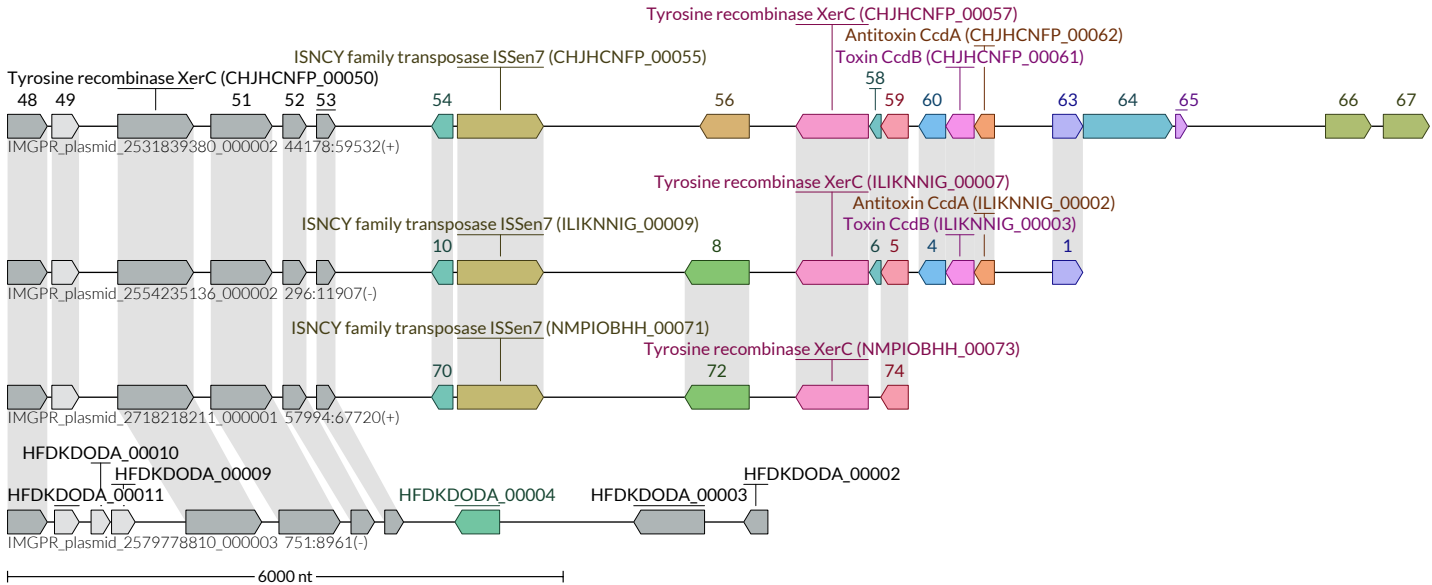 Tyrosine recombinase XerC (CHJHCNFP_00057)
Antitoxin CcdA (CHJHCNFP_00062)
ISNCY family transposase ISSen7 (CHJHCNFP_00055)
Toxin CcdB (CHJHCNFP_00061)
Tyrosine recombinase XerC (CHJHCNFP_00050)
58
48 49 51 52 53 54 56 59 60 63 64 65 66 67
IMGPR_plasmid_2531839380_000002 44178:59532(+)
Tyrosine recombinase XerC (ILIKNNIG_00007)
Antitoxin CcdA (ILIKNNIG_00002)
ISNCY family transposase ISSen7 (ILIKNNIG_00009)
Toxin CcdB (ILIKNNIG_00003)
10 8 6 5 4 1
IMGPR_plasmid_2554235136_000002 296:11907(-)
ISNCY family transposase ISSen7 (NMPIOBHH_00071)
Tyrosine recombinase XerC (NMPIOBHH_00073)
70 72 74
IMGPR_plasmid_2718218211_000001 57994:67720(+)
HFDKDODA_00010
HFDKDODA_00009
HFDKDODA_00002
HFDKDODA_00011 HFDKDODA_00004 HFDKDODA_00003
IMGPR_plasmid_2579778810_000003 751:8961(-)
6000 nt